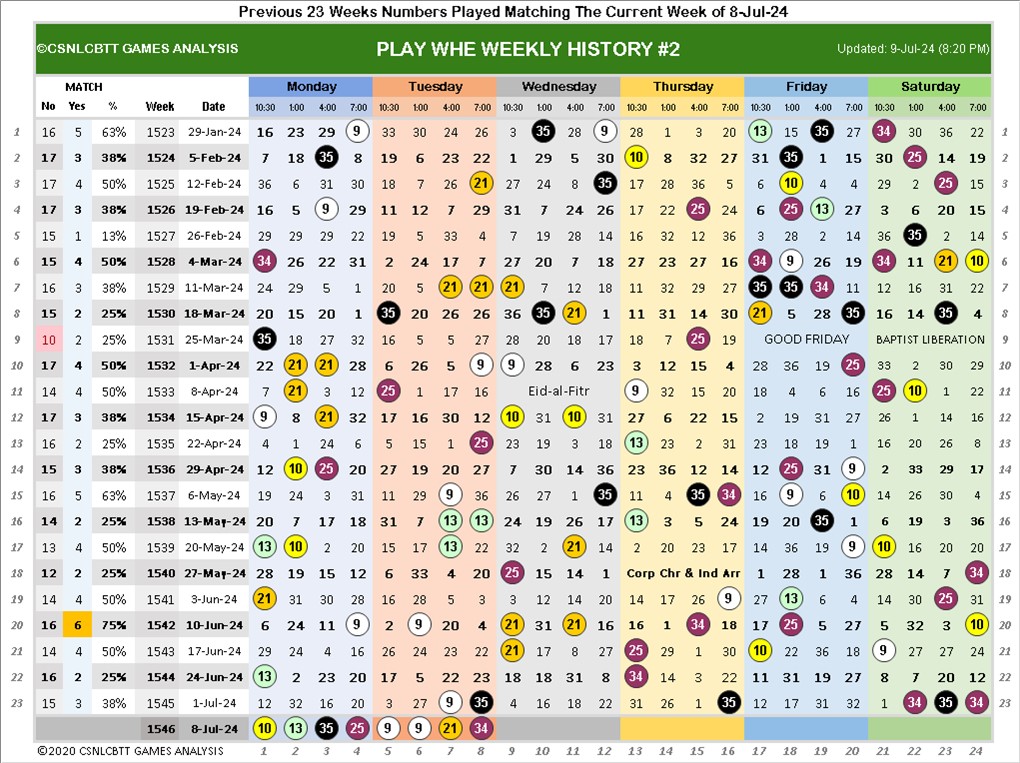 Previous 23 Weeks Numbers Played Matching The Current Week of 8-Jul-24
©CSNLCBTT GAMES ANALYSIS PLAY WHE WEEKLY HISTORY #2 Updated: 9-Jul-24 (8:20 PM)
MATCH Monday Tuesday Wednesday Thursday Friday Saturday
No Yes % Week Date 10:30 1:00 4:00 7:00 10:30 1:00 4:00 7:00 10:30 1:00 4:00 7:00 10:30 1:00 4:00 7:00 10:30 1:00 4:00 7:00 10:30 1:00 4:00 7:00
1 16 5 63% 1523 29-Jan-24 16 23 29 9 33 30 24 26 3 35 28 9 28 1 3 20 13 15 35 27 34 30 36 22 1
2 17 3 38% 1524 5-Feb-24 7 18 35 8 19 6 23 22 1 29 5 30 10 8 32 27 31 35 1 15 30 25 14 19 2
3 17 4 50% 1525 12-Feb-24 36 6 31 30 18 7 26 21 27 24 8 35 17 28 36 5 6 10 4 4 29 2 25 15 3
4 17 3 38% 1526 19-Feb-24 16 5 9 29 11 12 7 29 31 7 24 26 17 22 25 24 6 25 13 27 3 6 20 15 4
5 15 1 13% 1527 26-Feb-24 29 29 29 22 19 5 33 4 7 19 28 14 16 32 12 36 3 28 2 14 36 35 2 14 5
6 15 4 50% 1528 4-Mar-24 34 26 22 31 2 24 17 7 27 20 7 18 27 23 27 16 34 9 26 19 34 11 21 10 6
7 16 3 38% 1529 11-Mar-24 24 29 5 1 20 5 21 21 21 7 12 18 11 32 29 27 35 35 34 11 12 16 31 22 7
8 15 2 25% 1530 18-Mar-24 20 15 20 1 35 20 26 26 36 35 21 1 11 31 14 30 21 5 28 35 16 14 35 4 8
9 10 2 25% 1531 25-Mar-24 35 18 27 32 16 5 5 27 28 20 18 17 18 7 25 19 GOOD FRIDAY BAPTIST LIBERATION 9
10 17 4 50% 1532 1-Apr-24 22 21 21 28 6 26 5 9 9 28 6 23 3 12 15 4 28 36 19 25 33 2 30 29 10
11 14 4 50% 1533 8-Apr-24 7 21 3 12 25 1 17 16 Eid-al-Fitr 9 32 15 20 18 4 6 16 25 10 1 22 11
12 17 3 38% 1534 15-Apr-24 9 8 21 32 17 16 30 12 10 31 10 31 27 6 22 15 2 19 31 27 26 1 14 16 12
13 16 2 25% 1535 22-Apr-24 4 1 24 6 5 15 1 25 23 19 3 18 13 23 2 31 23 18 19 1 16 20 26 8 13
14 15 3 38% 1536 29-Apr-24 12 10 25 20 27 19 20 27 7 30 14 36 23 36 12 14 12 25 31 9 2 33 29 17 14
15 16 5 63% 1537 6-May-24 19 24 3 31 11 29 9 36 26 27 1 35 11 4 35 34 16 9 6 10 14 26 30 4 15
16 14 2 25% 1538 13-May-24 20 7 17 18 31 7 13 13 24 19 26 17 13 3 5 24 19 20 35 1 6 19 3 36 16
17 13 4 50% 1539 20-May-24 13 10 2 20 15 17 13 22 32 2 21 14 2 20 23 17 14 36 19 9 10 16 20 20 17
18 12 2 25% 1540 27-May-24 28 19 15 12 6 33 4 20 25 15 14 1 Corp Chr & Ind Arr 1 28 1 36 28 14 7 34 18
19 14 4 50% 1541 3-Jun-24 21 31 30 28 16 28 5 3 3 12 14 20 14 17 26 9 27 13 6 4 14 30 25 31 19
20 16 6 75% 1542 10-Jun-24 6 24 11 9 2 9 20 4 21 31 21 16 16 1 34 18 17 25 5 27 5 32 3 10 20
21 14 4 50% 1543 17-Jun-24 29 24 4 16 26 24 23 22 21 17 8 27 25 29 1 30 10 22 36 18 9 27 27 24 21
22 16 2 25% 1544 24-Jun-24 13 2 23 20 17 5 22 23 18 18 31 8 34 14 3 22 11 31 19 27 8 7 20 12 22
23 15 3 38% 1545 1-Jul-24 12 32 16 20 3 27 9 35 4 16 23 18 31 26 1 35 12 17 31 32 1 34 35 34 23
1546 8-Jul-24 10 13 35 25 9 9 21 34
©2020 CSNLCBTT GAMES ANALYSIS 1 2 3 4 5 6 7 8 9 10 11 12 13 14 15 16 17 18 19 20 21 22 23 24